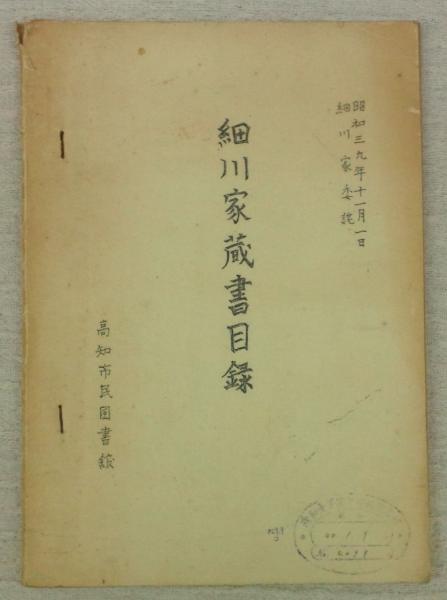 昭和三九年十一月一日
細川家委託
細川家蔵書目録
高知市民図書館